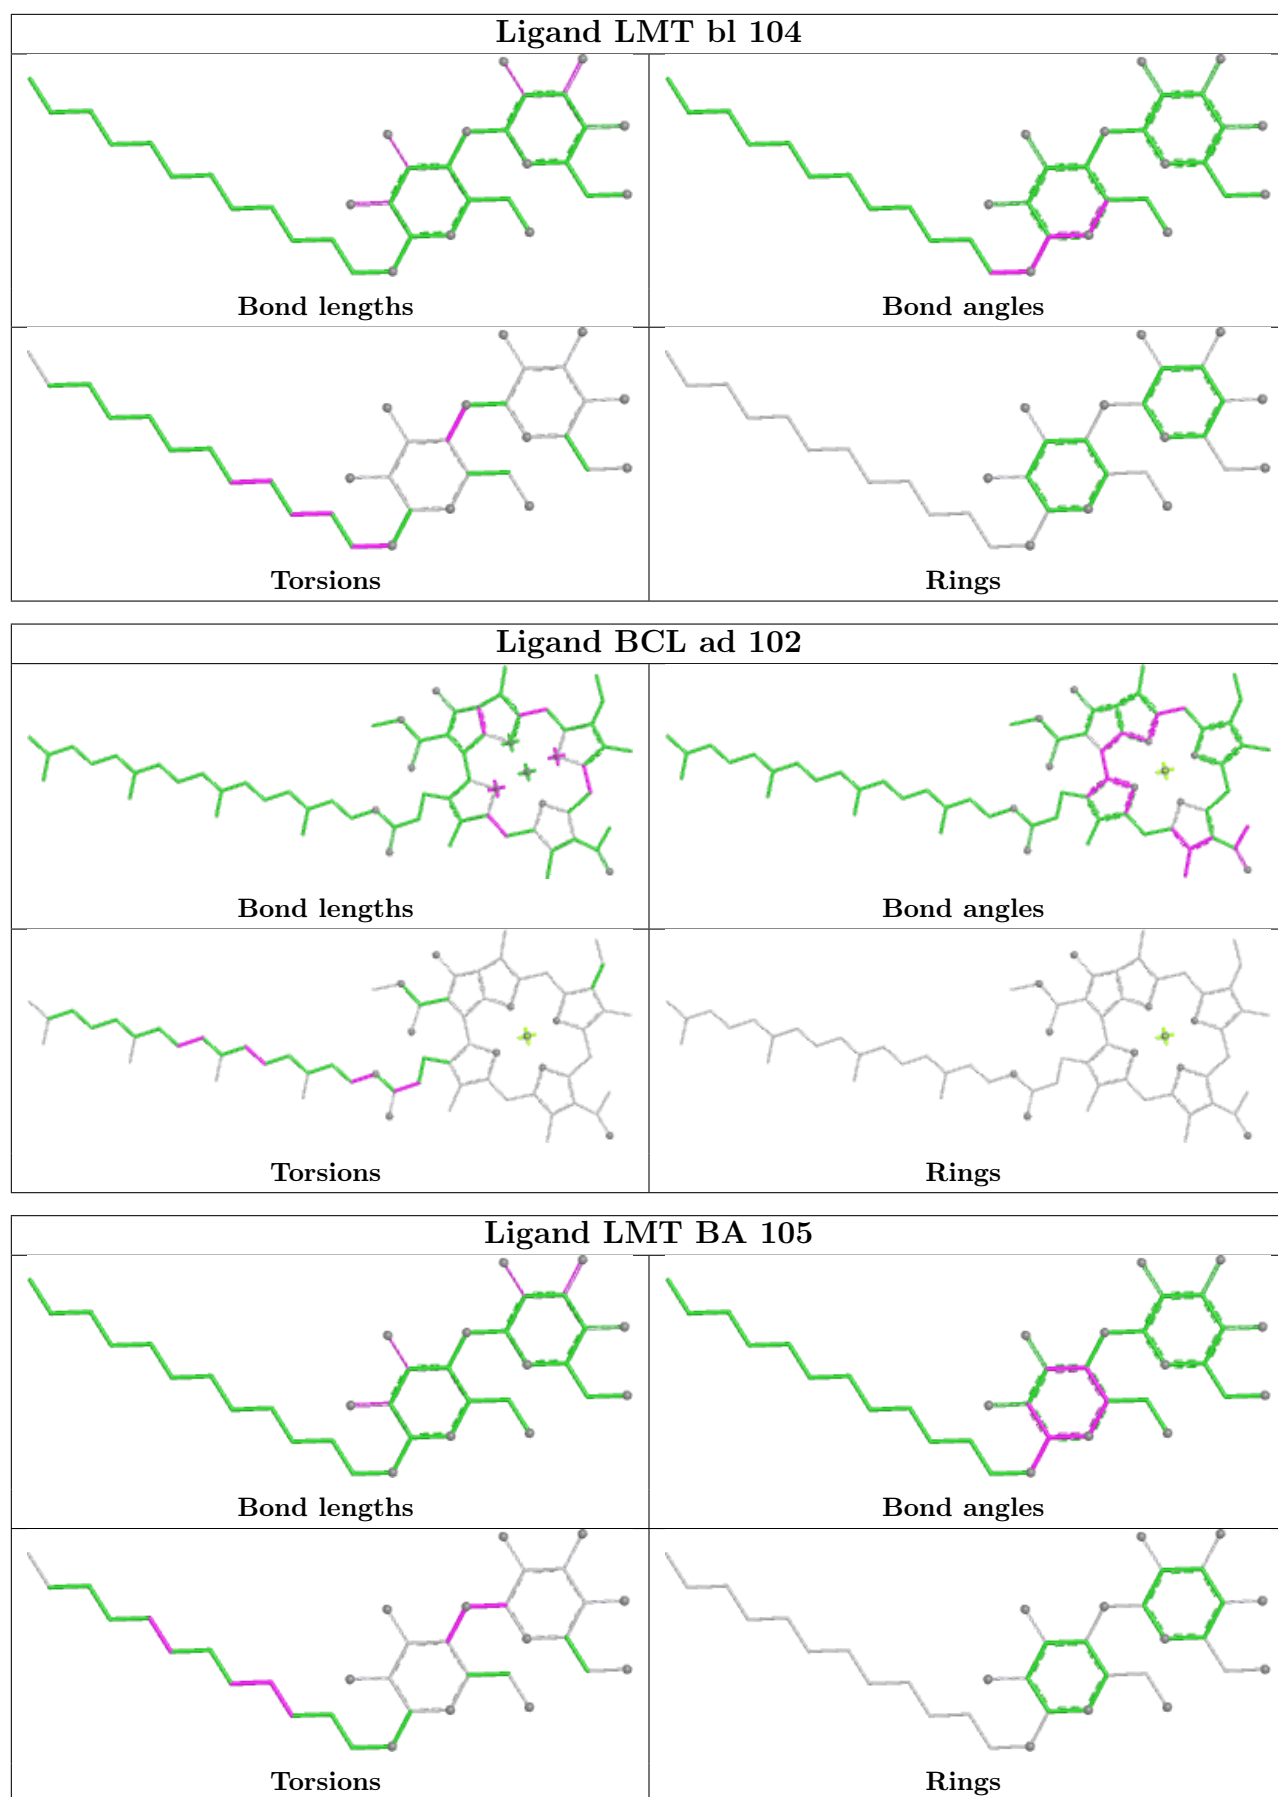 Ligand LMT bl 104
Bond lengths
Bond angles
Torsions
Rings
Ligand BCL ad 102
Bond lengths
Bond angles
Torsions
Rings
Ligand LMT BA 105
Bond lengths
Bond angles
Torsions
Rings